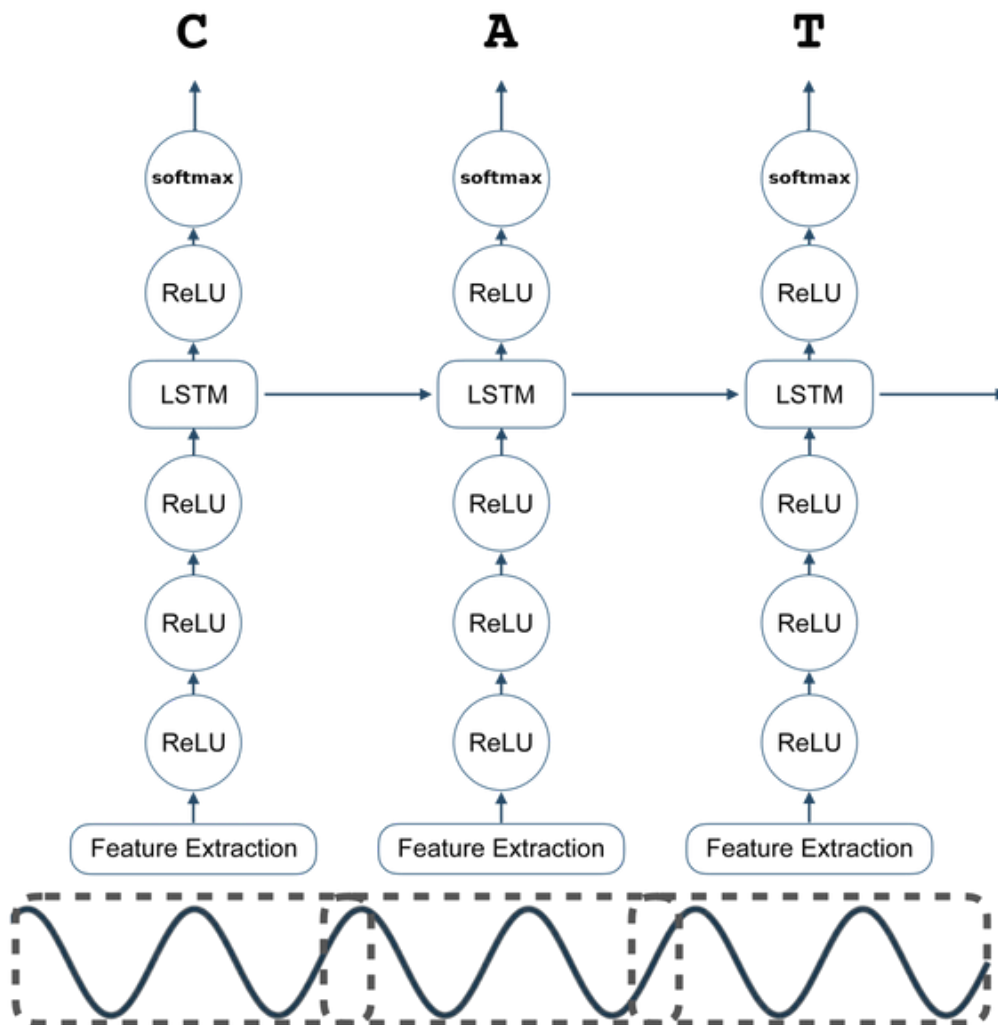 C A T
softmax softmax softmax
ReLU ReLU ReLU
LSTM LSTM LSTM
ReLU ReLU ReLU
ReLU ReLU ReLU
ReLU ReLU ReLU
Feature Extraction Feature Extraction Feature Extraction